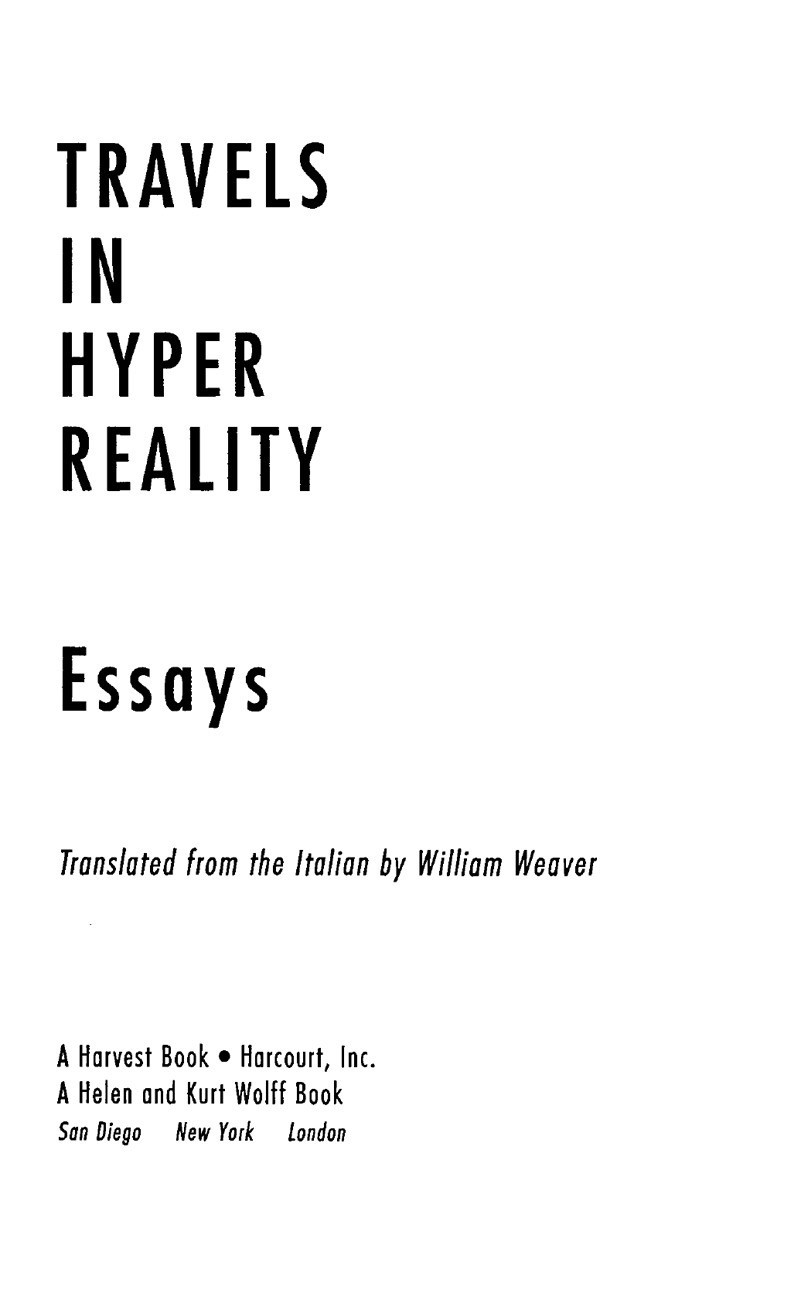 TRAVELS
IN
HYPER
REALITY
Essays
Translated from the Italian by William Weaver
A Harvest Book • Harcourt, Inc.
A Helen and Kurt Wolff Book
San Diego New York London